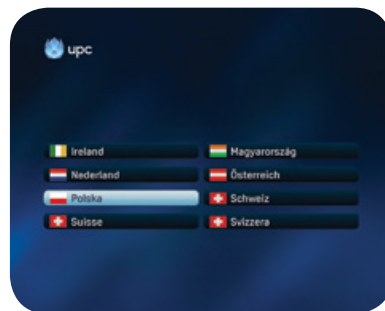 upc
Ireland Magyarország
Nederland Österreich
Polska Schweiz
Suisse Svizzera